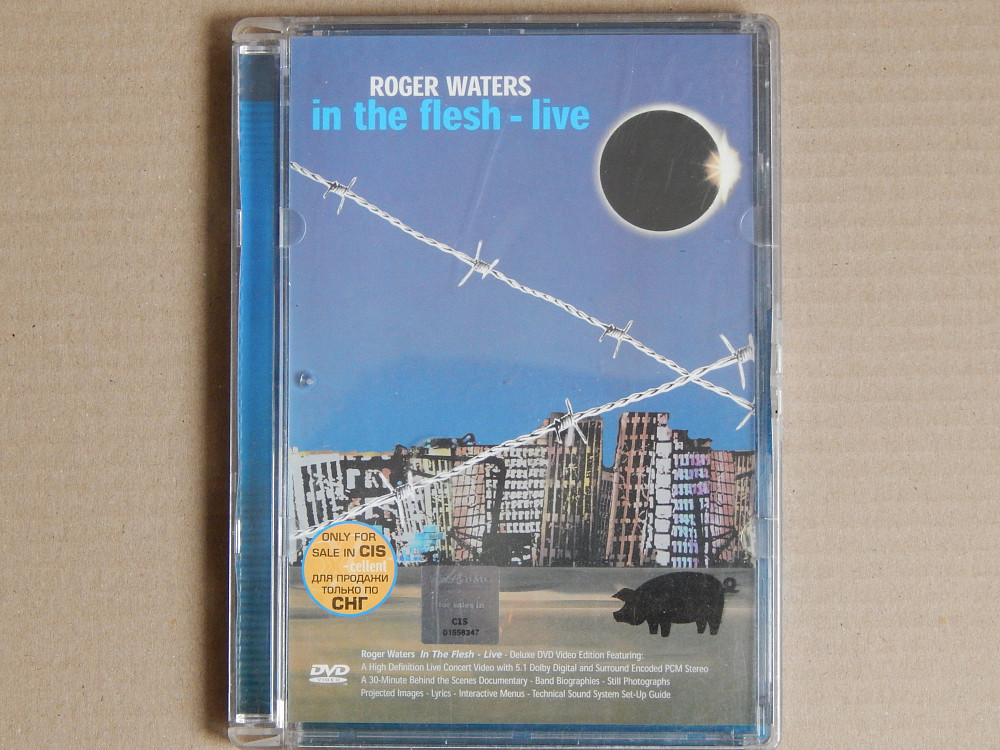 ROGER WATERS
in the flesh - live
ONLY FOR
SALE IN CIS
-cellent
ДЛЯ ПРОДАЖИ
ТОЛЬКО ПО
СНГ
for sales in
CIS
01558347
Roger Waters In The Flesh - Live - Deluxe DVD Video Edition Featuring:
A High Definition Live Concert Video with 5.1 Dolby Digital and Surround Encoded PCM Stereo
A 30-Minute Behind the Scenes Documentary - Band Biographies - Still Photographs
Projected Images - Lyrics - Interactive Menus - Technical Sound System Set-Up Guide
DVD
VIDEO